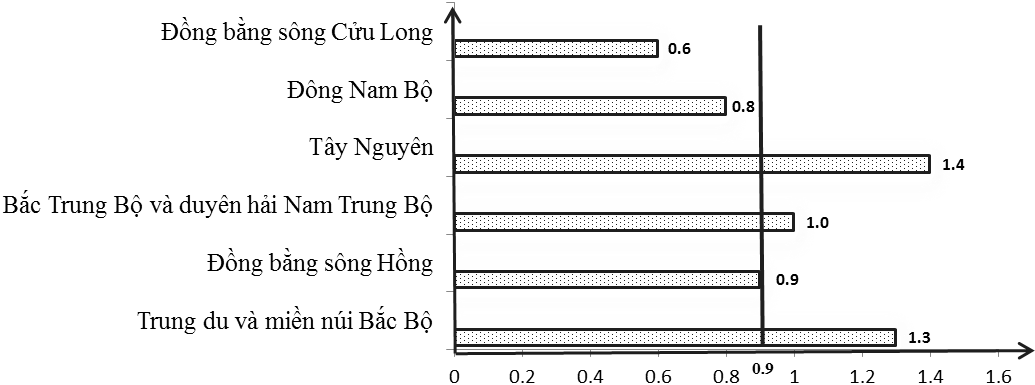 Đồng bằng sông Cửu Long
0.6
Đông Nam Bộ
0.8
Tây Nguyên
1.4
Bắc Trung Bộ và duyên hải Nam Trung Bộ
1.0
Đồng bằng sông Hồng
0.9
Trung du và miền núi Bắc Bộ
1.3
0 0.2 0.4 0.6 0.8 0.9 1 1.2 1.4 1.6